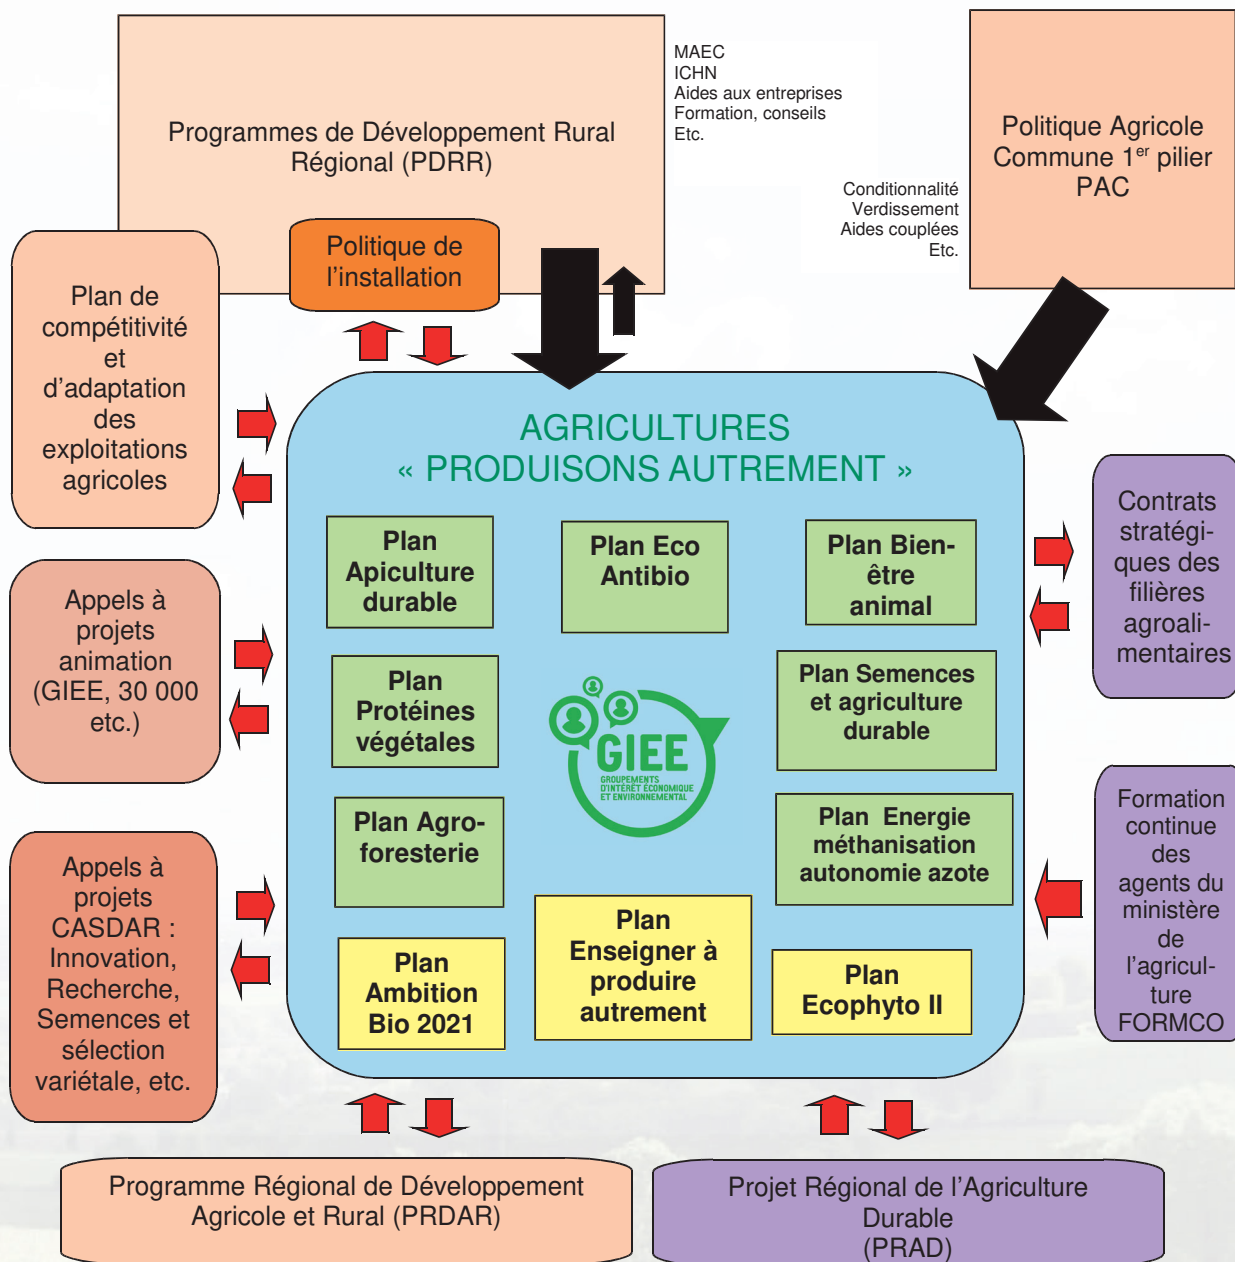 MAEC
ICHN
Aides aux entreprises
Formation, conseils
Etc.
Programmes de Développement Rural
Régional (PDRR)
Politique Agricole
Commune 1er pilier
PAC
Conditionnalité
Verdissement
Aides couplées
Etc.
Politique de
l’installation
Plan de
compétitivité
et
d’adaptation
des
exploitations
agricoles
AGRICULTURES
« PRODUISONS AUTREMENT »
Plan
Apiculture
durable
Plan Eco
Antibio
Plan Bien-
être
animal
Contrats
stratégi-
ques des
filières
agroali-
mentaires
Appels à
projets
animation
(GIEE, 30 000
etc.)
Plan
Protéines
végétales
GIEE
GROUPEMENTS
D'INTÉRÊT ÉCONOMIQUE
ET ENVIRONNEMENTAL
Plan Semences
et agriculture
durable
Plan Agro-
foresterie
Plan Energie
méthanisation
autonomie azote
Formation
continue
des
agents du
ministère
de
l’agricul-
ture
FORMCO
Appels à
projets
CASDAR :
Innovation,
Recherche,
Semences et
sélection
variétale, etc.
Plan
Ambition
Bio 2021
Plan
Enseigner à
produire
autrement
Plan
Ecophyto II
Programme Régional de Développement
Agricole et Rural (PRDAR)
Projet Régional de l’Agriculture
Durable
(PRAD)